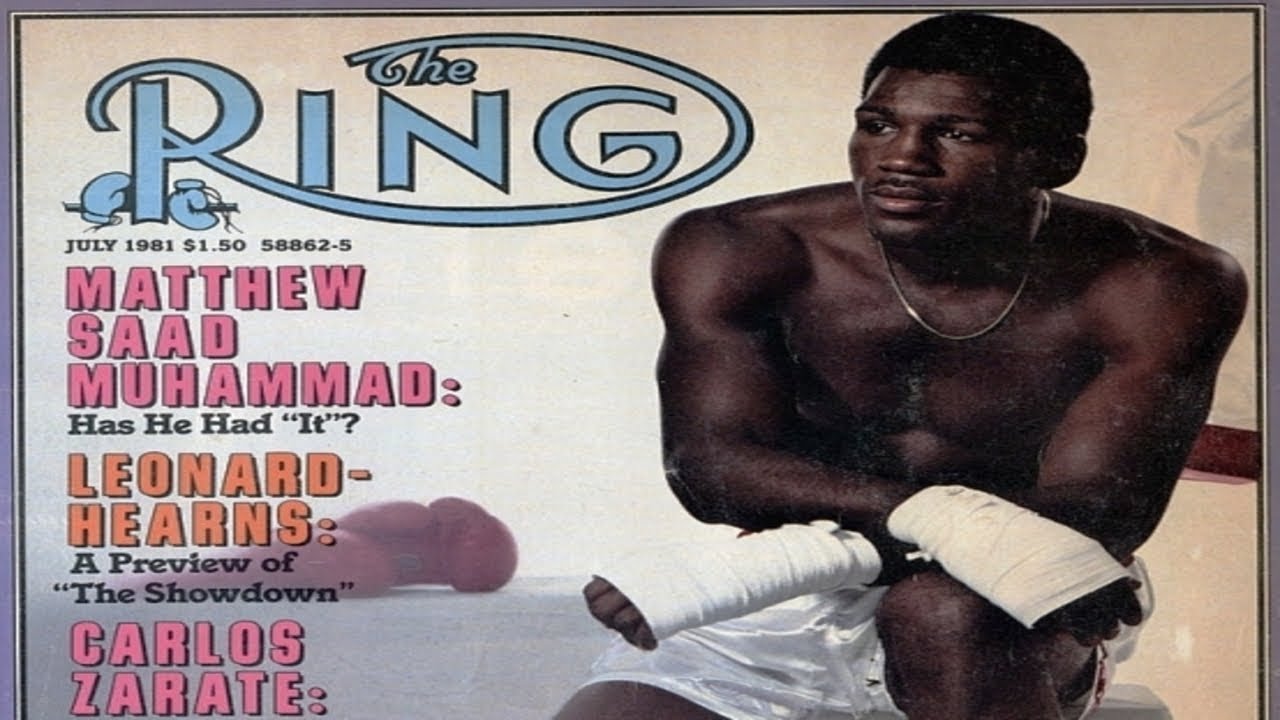 The
RING
JULY 1981 $1.50 58862-5
MATTHEW
SAAD
MUHAMMAD:
Has He Had “It”?
LEONARD-
HEARNS:
A Preview of
“The Showdown”
CARLOS
ZARATE: